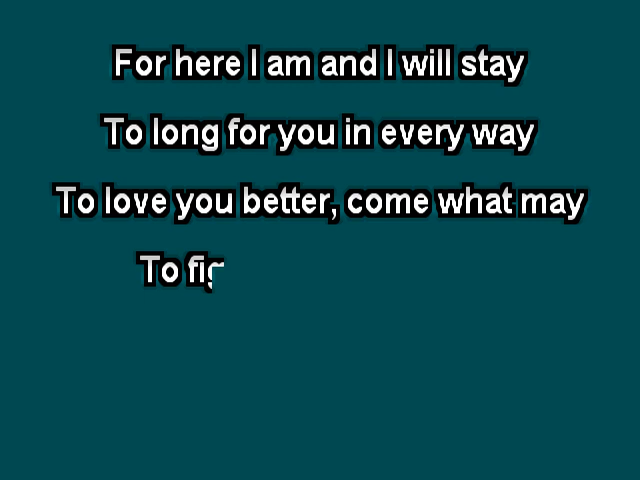 For here I am and I will stay
To long for you in every way
To love you better, come what may
To